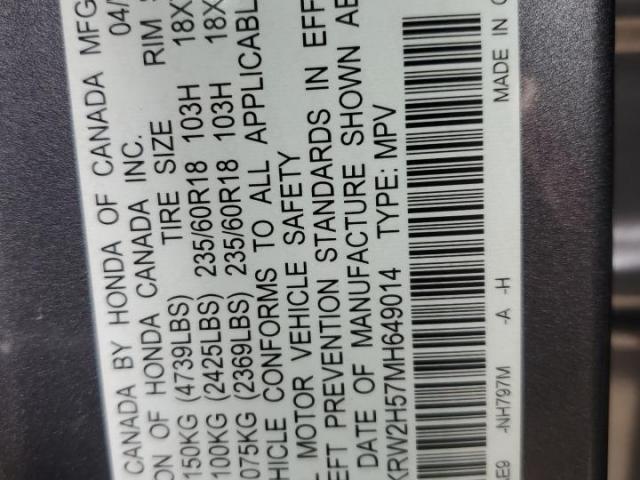 CANADA BY HONDA OF CANADA MFG
ON OF HONDA CANADA INC. 04/
TIRE SIZE RIM
150KG (4739LBS)
100KG (2425LBS) 235/60R18 103H 18X
075KG (2369LBS) 235/60R18 103H 18X
HICLE CONFORMS TO ALL APPLICABL
MOTOR VEHICLE SAFETY
EFT PREVENTION STANDARDS IN EFF
DATE OF MANUFACTURE SHOWN AB
KRW2H57MH649014 TYPE: MPV
AE9 -NH797M -A -H MADE IN C